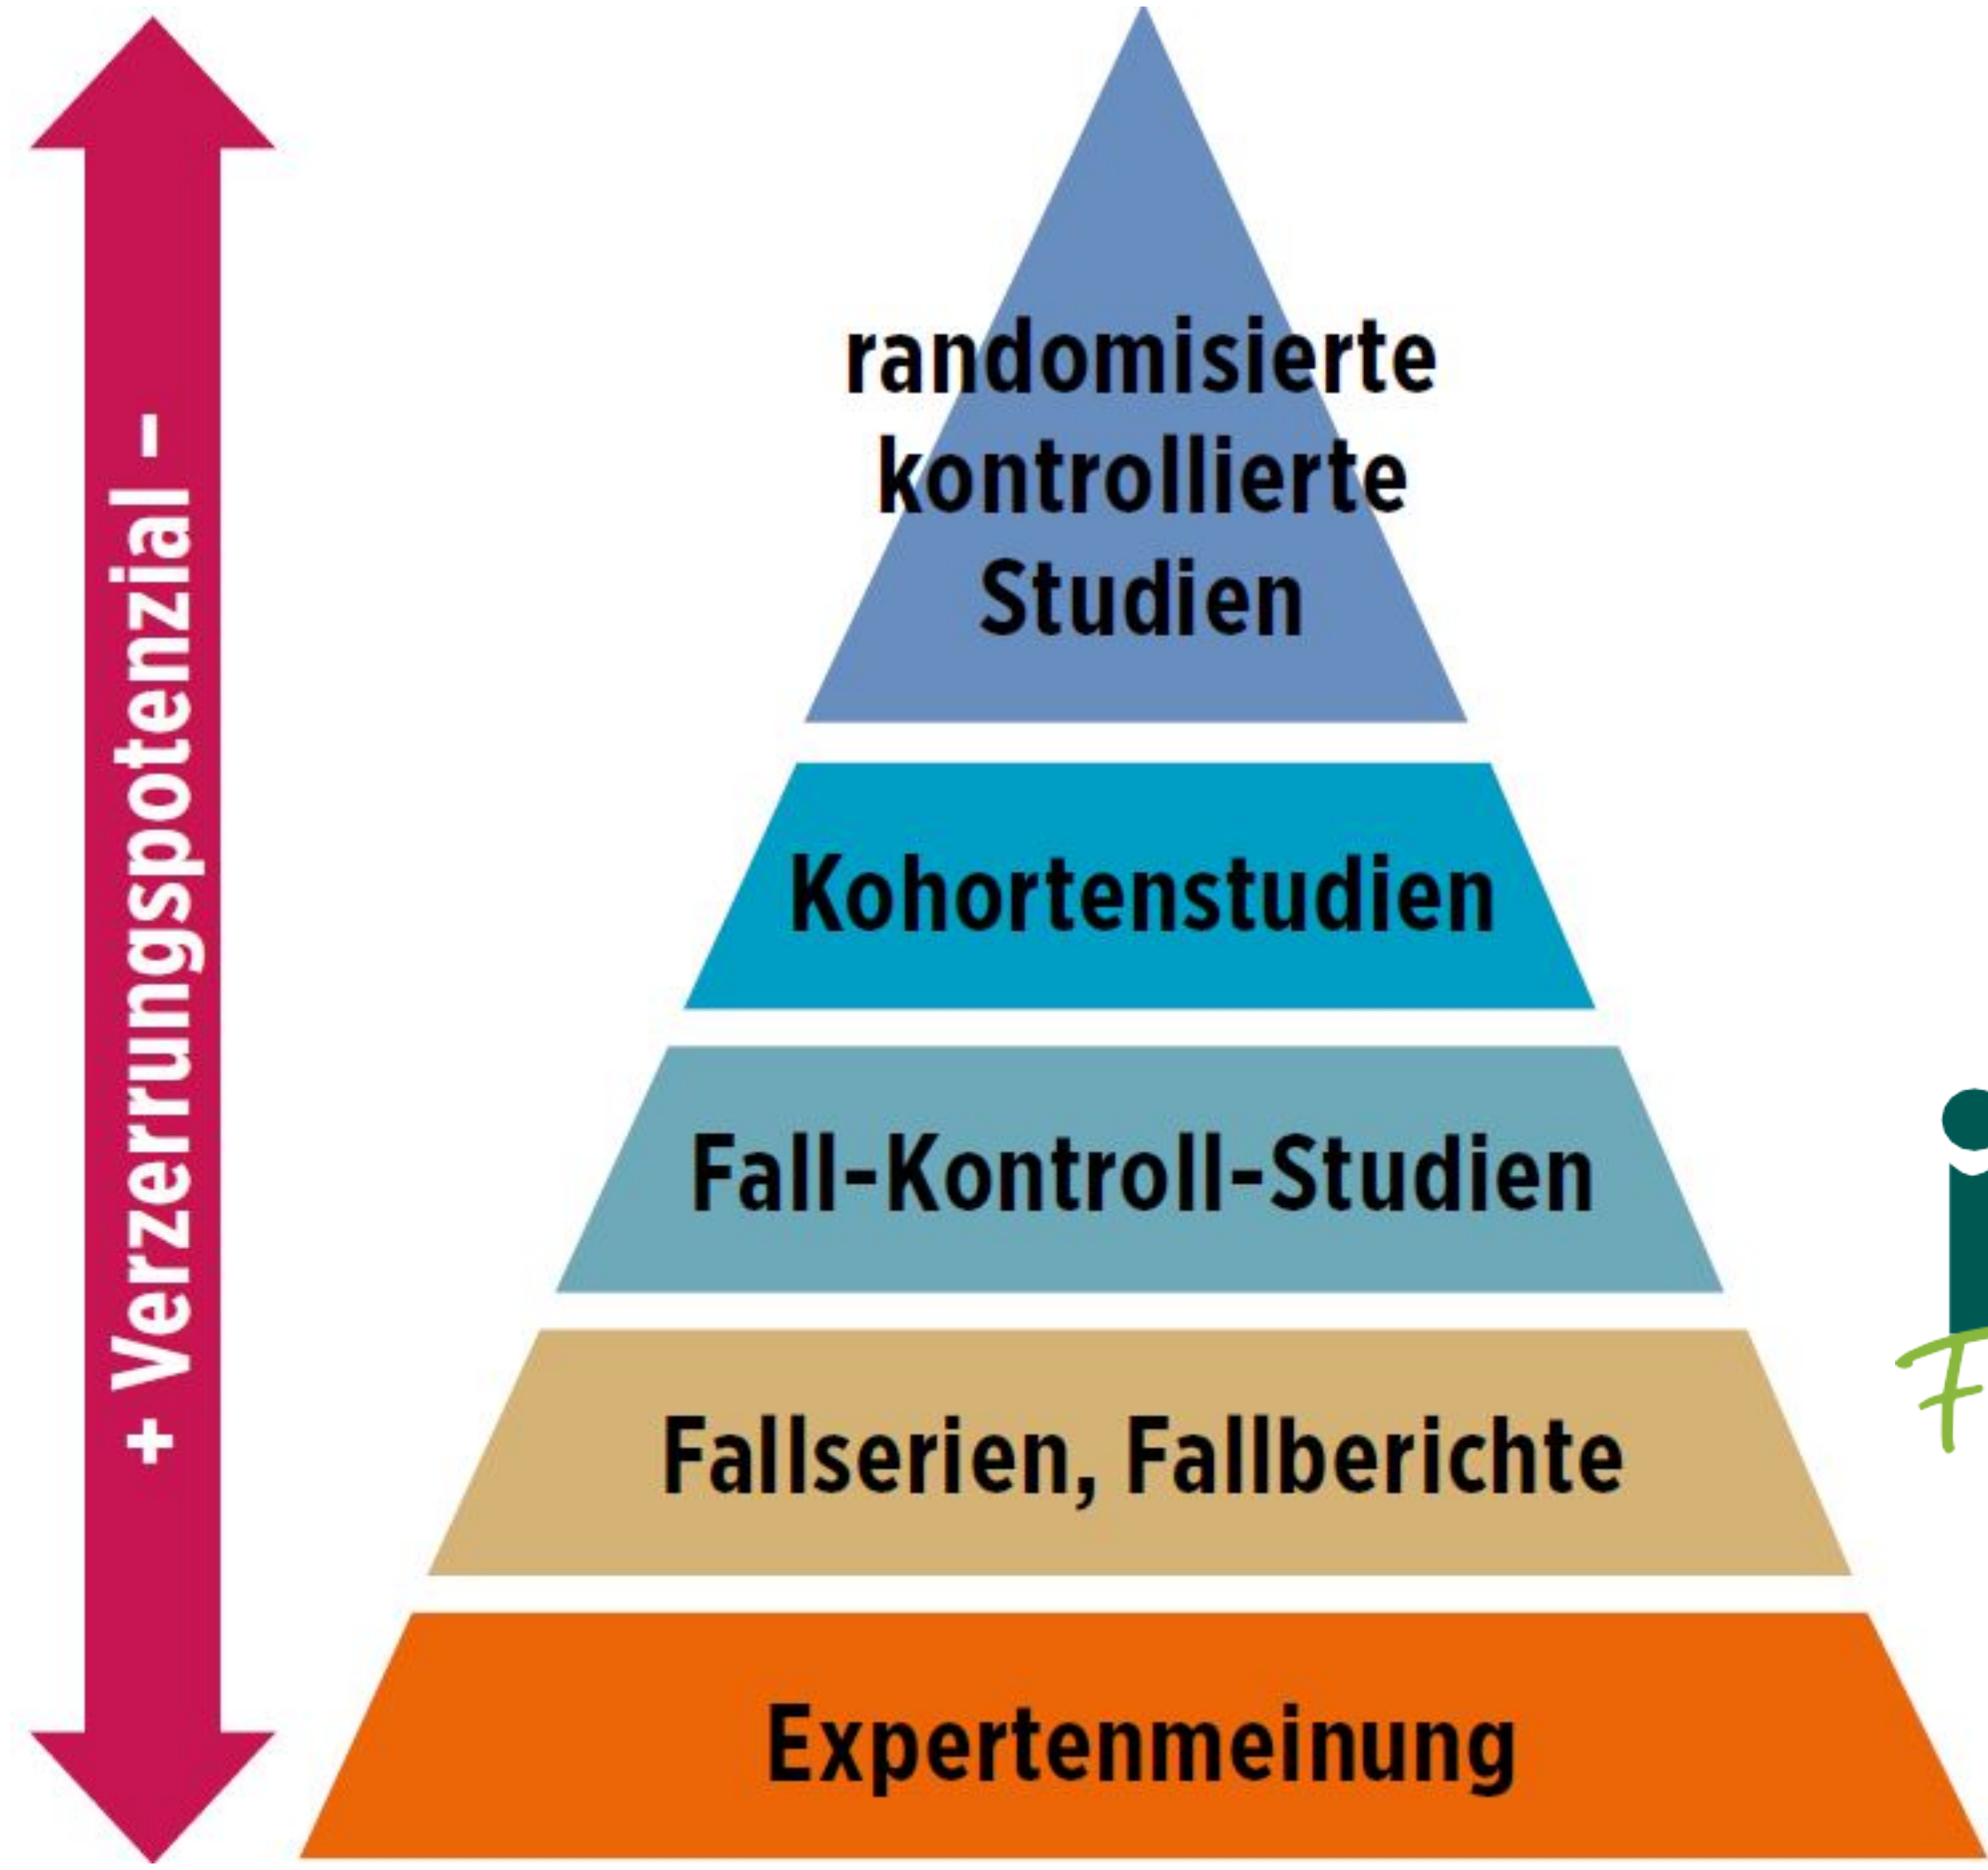 + Verzerrungspotenzial -
randomisierte
kontrollierte
Studien
Kohortenstudien
Fall-Kontroll-Studien
Fallserien, Fallberichte
Expertenmeinung
i
F